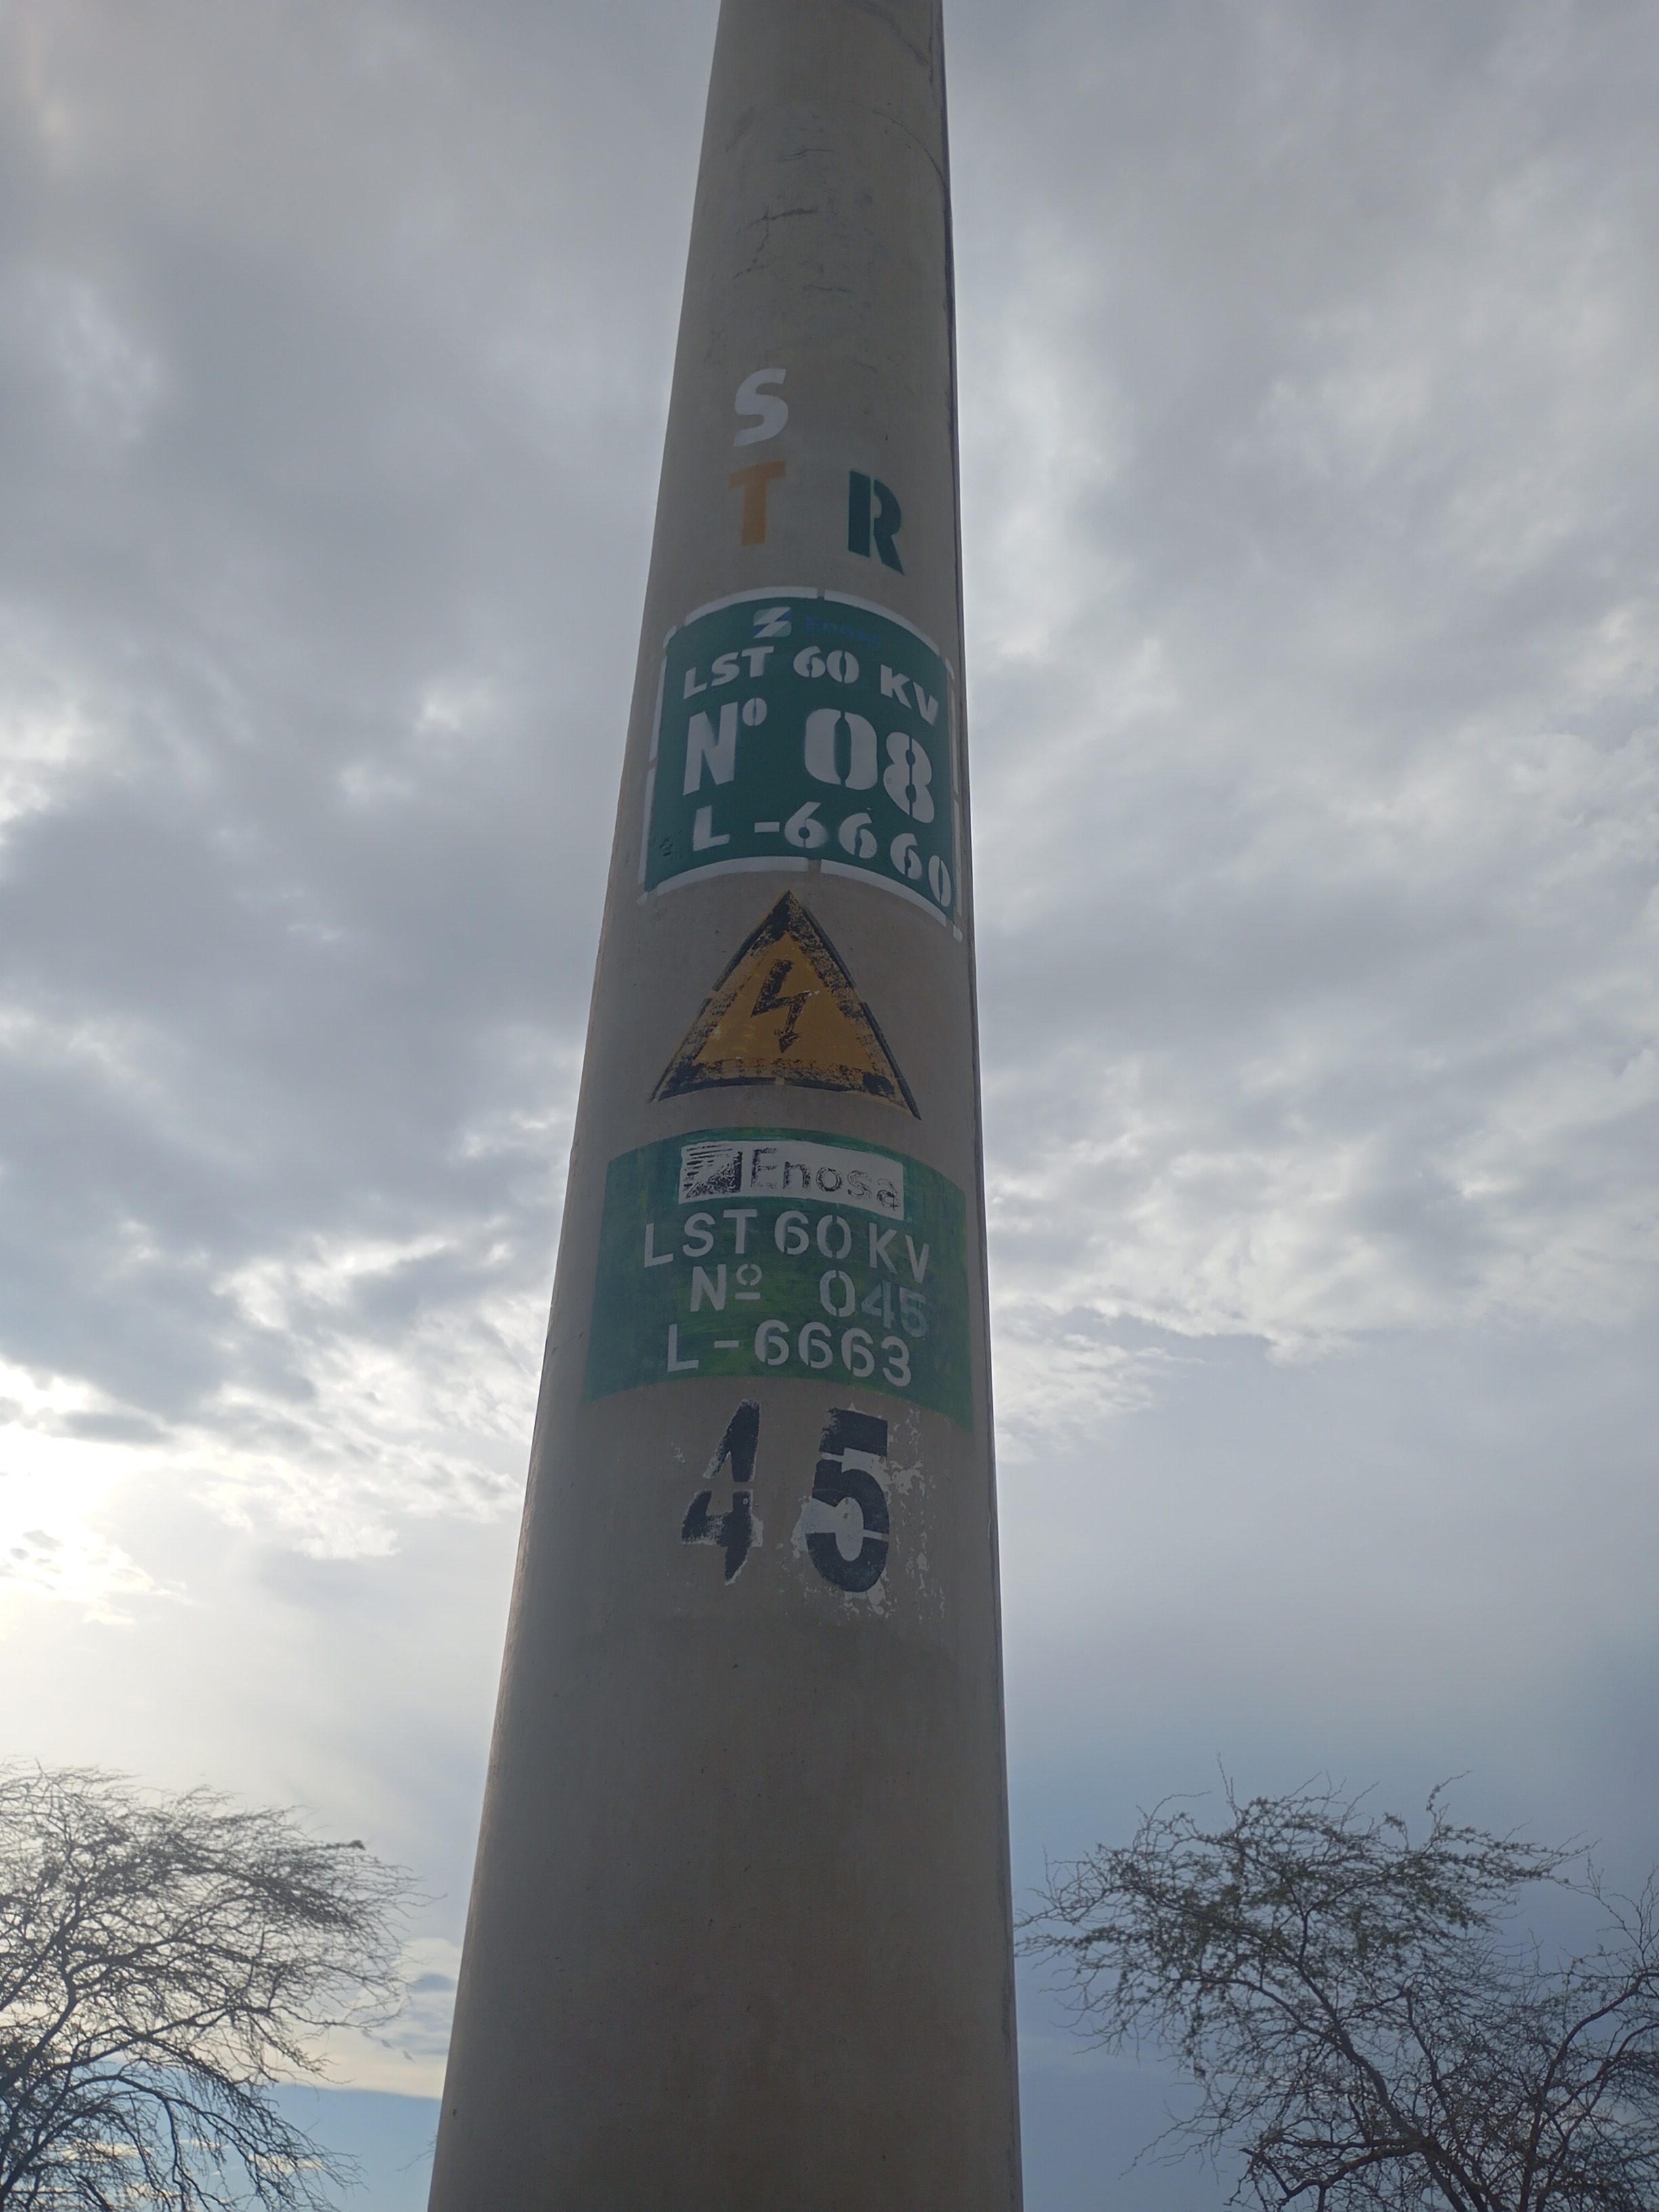 S
T R
Enosa
LST 60 KV
Nº 08
L-6660
Enosa
LST 60 KV
Nº 045
L-6663
45